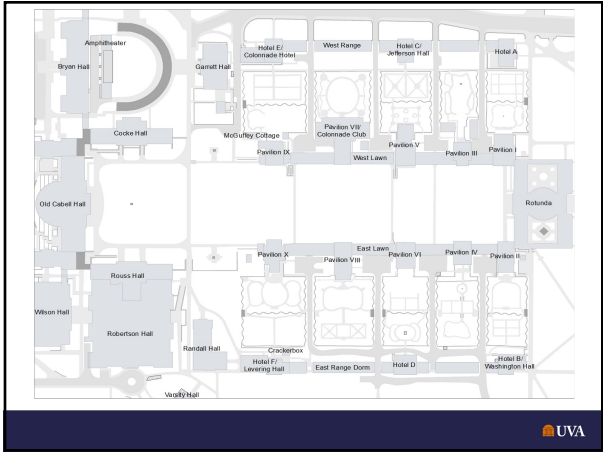 Amphitheater
Bryan Hall
Garrett Hall
Hotel E/
Colonnade Hotel
West Range
Hotel C/
Jefferson Hall
Hotel A
Cocke Hall
McGuffey Cottage
Pavilion IX
Pavilion VII/
Colonnade Club
West Lawn
Pavilion V
Pavilion III
Pavilion I
Old Cabell Hall
Rotunda
East Lawn
Pavilion X
Pavilion VIII
Pavilion VI
Pavilion IV
Pavilion II
Rouss Hall
Wilson Hall
Robertson Hall
Randall Hall
Crackerbox
Hotel F/
Levering Hall
East Range Dorm
Hotel D
Hotel B/
Washington Hall
Varsity Hall
UVA